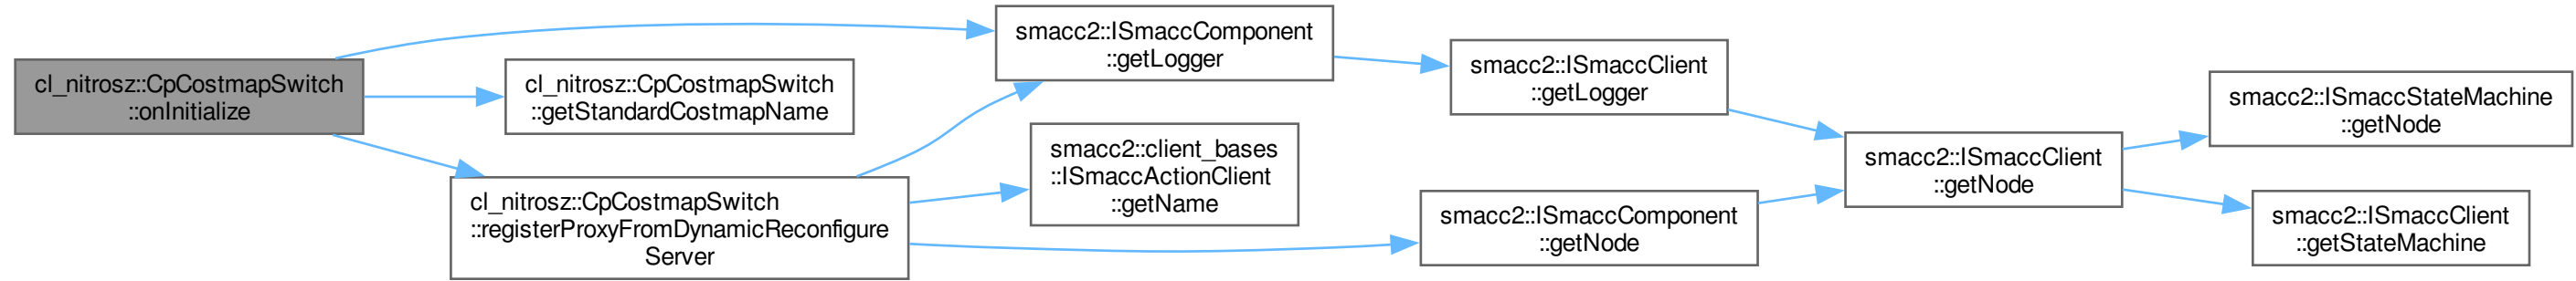 cl_nitrosz::CpCostmapSwitch
::onInitialize
cl_nitrosz::CpCostmapSwitch
::getStandardCostmapName
cl_nitrosz::CpCostmapSwitch
::registerProxyFromDynamicReconfigure
Server
smacc2::ISmaccComponent
::getLogger
smacc2::client_bases
::ISmaccActionClient
::getName
smacc2::ISmaccClient
::getLogger
smacc2::ISmaccComponent
::getNode
smacc2::ISmaccClient
::getNode
smacc2::ISmaccStateMachine
::getNode
smacc2::ISmaccClient
::getStateMachine